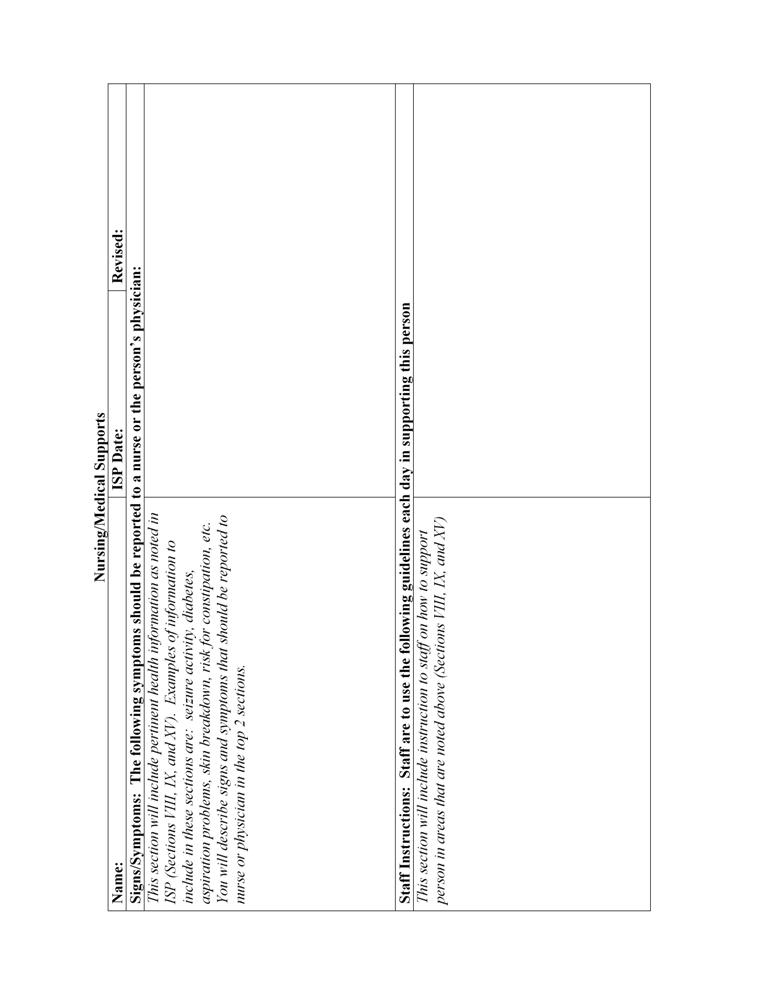 Nursing/Medical Supports
Name: ISP Date: Revised:
Signs/Symptoms: The following symptoms should be reported to a nurse or the person's physician:
This section will include pertinent health information as noted in
ISP (Sections VIII, IX, and XV). Examples of information to
include in these sections are: seizure activity, diabetes,
aspiration problems, skin breakdown, risk for constipation, etc.
You will describe signs and symptoms that should be reported to
nurse or physician in the top 2 sections.
Staff Instructions: Staff are to use the following guidelines each day in supporting this person
This section will include instruction to staff on how to support
person in areas that are noted above (Sections VIII, IX, and XV)